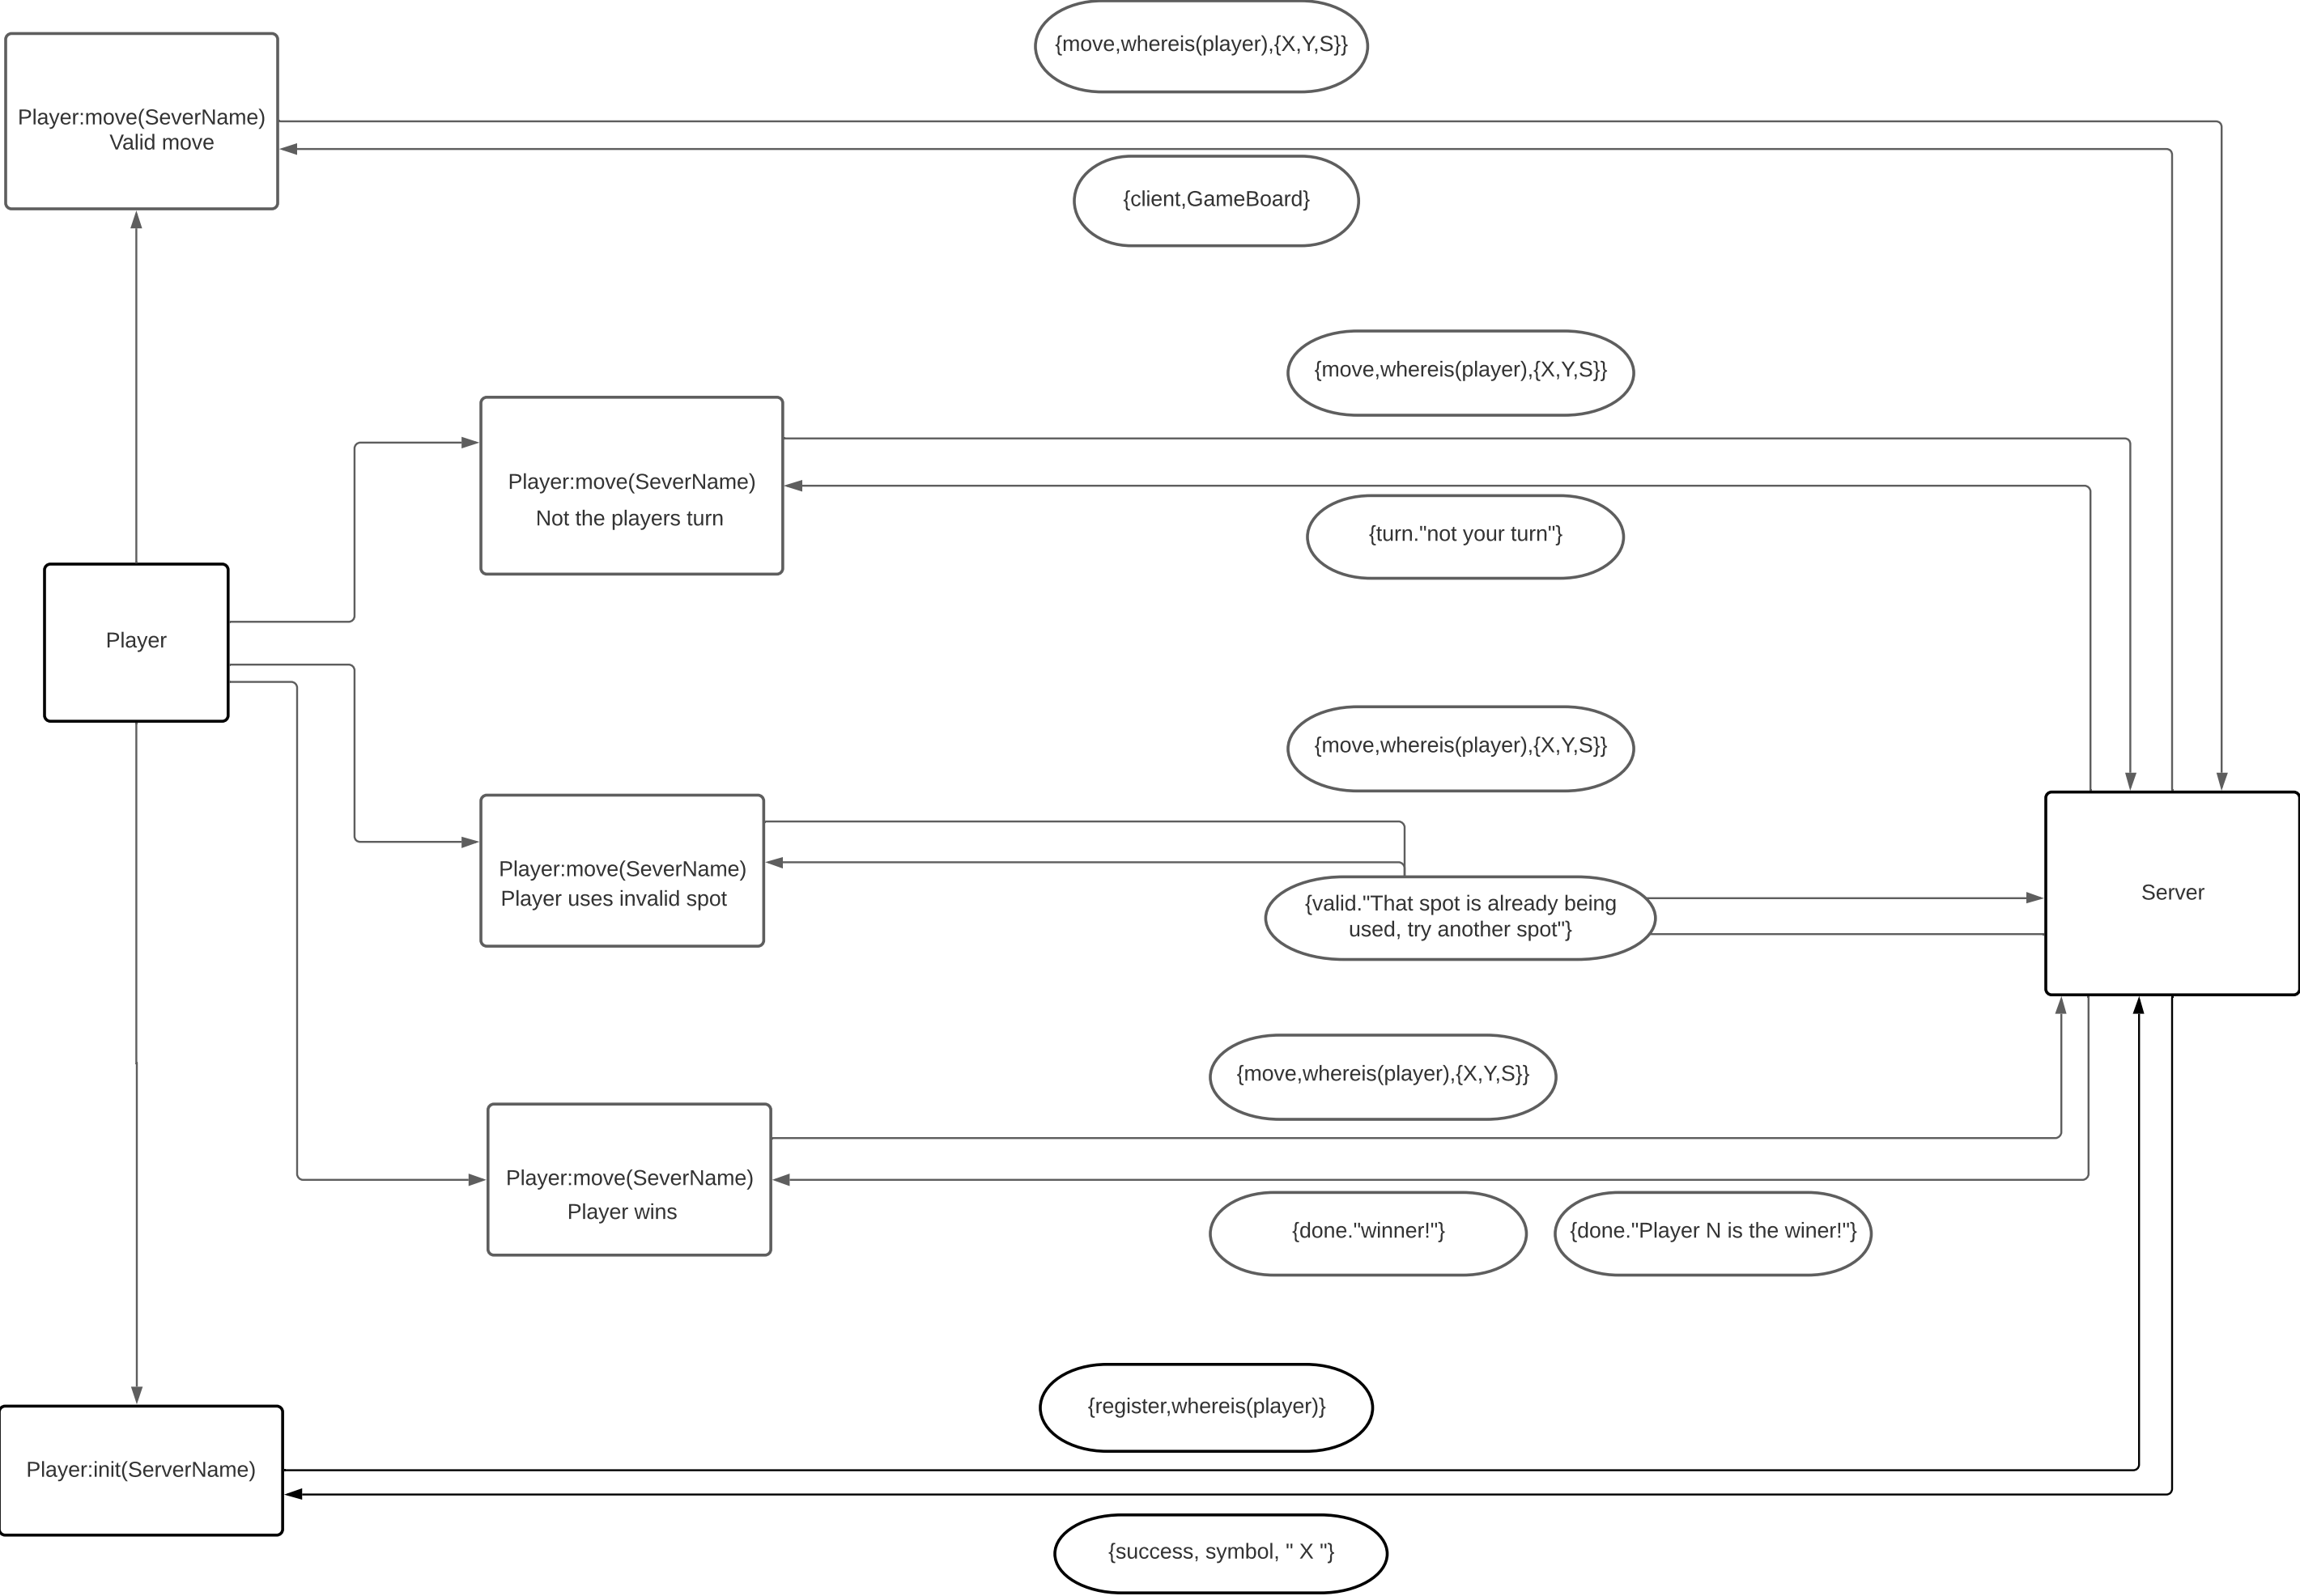 {move,whereis(player),{X,Y,S}}
Player:move(SeverName)
Valid move
{client,GameBoard}
{move,whereis(player),{X,Y,S}}
Player:move(SeverName)
Not the players turn
{turn."not your turn"}
Player
{move,whereis(player),{X,Y,S}}
Player:move(SeverName)
Player uses invalid spot
{valid."That spot is already being
used, try another spot"}
Server
{move,whereis(player),{X,Y,S}}
Player:move(SeverName)
Player wins
{done."winner!"}
{done."Player N is the winer!"}
{register,whereis(player)}
Player:init(ServerName)
{success, symbol, " X "}